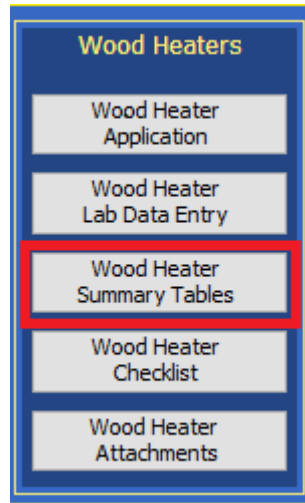 Wood Heaters
Wood Heater
Application
Wood Heater
Lab Data Entry
Wood Heater
Summary Tables
Wood Heater
Checklist
Wood Heater
Attachments